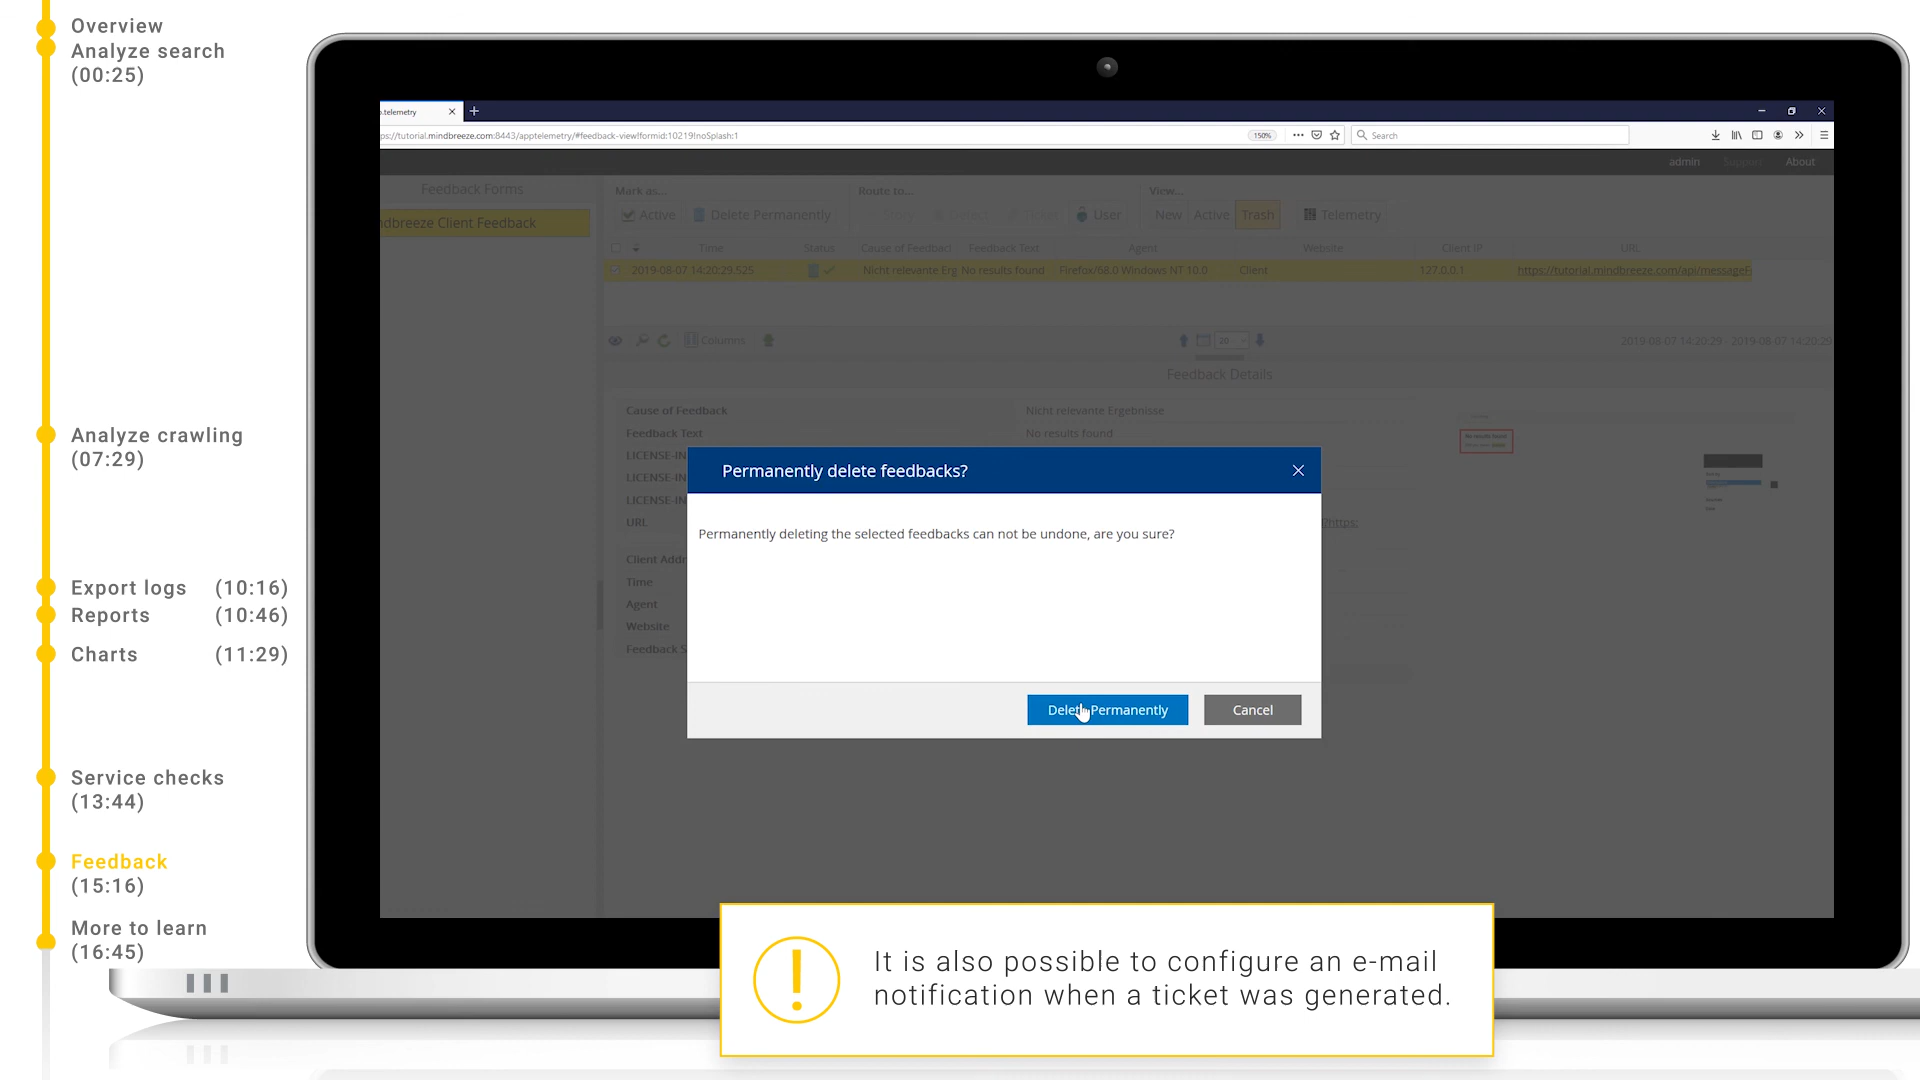 Overview
Analyze search
(00:25)
Analyze crawling
(07:29)
Export logs (10:16)
Reports (10:46)
Charts (11:29)
Service checks
(13:44)
Feedback
(15:16)
More to learn
(16:45)
.telemetry
ps://tutorial.mindbreeze.com:8443/apptelemetry/#feedback-view!formid:10219!noSplash:1
150%
Search
admin Support About
Feedback Forms
ndbreeze Client Feedback
Mark as... Route to... View...
Active Delete Permanently Story Defect User New Active Trash Telemetry
Time Status Cause of Feedbacl Feedback Text Agent Website Client IP URL
2019-08-07 14:20:29.525 Nicht relevante Erg No results found Firefox/68.0 Windows NT 10.0 Client 127.0.0.1 https://tutorial.mindbreeze.com/api/messageF
Columns 20 2019-08-07 14:20:29 - 2019-08-07 14:20:29
Feedback Details
Cause of Feedback Nicht relevante Ergebnisse
Feedback Text No results found
LICENSE-IN
LICENSE-IN
LICENSE-IN
URL ?https:
Client Addr
Time
Agent
Website
Feedback S
Permanently delete feedbacks?
Permanently deleting the selected feedbacks can not be undone, are you sure?
Delete Permanently Cancel
It is also possible to configure an e-mail
notification when a ticket was generated.